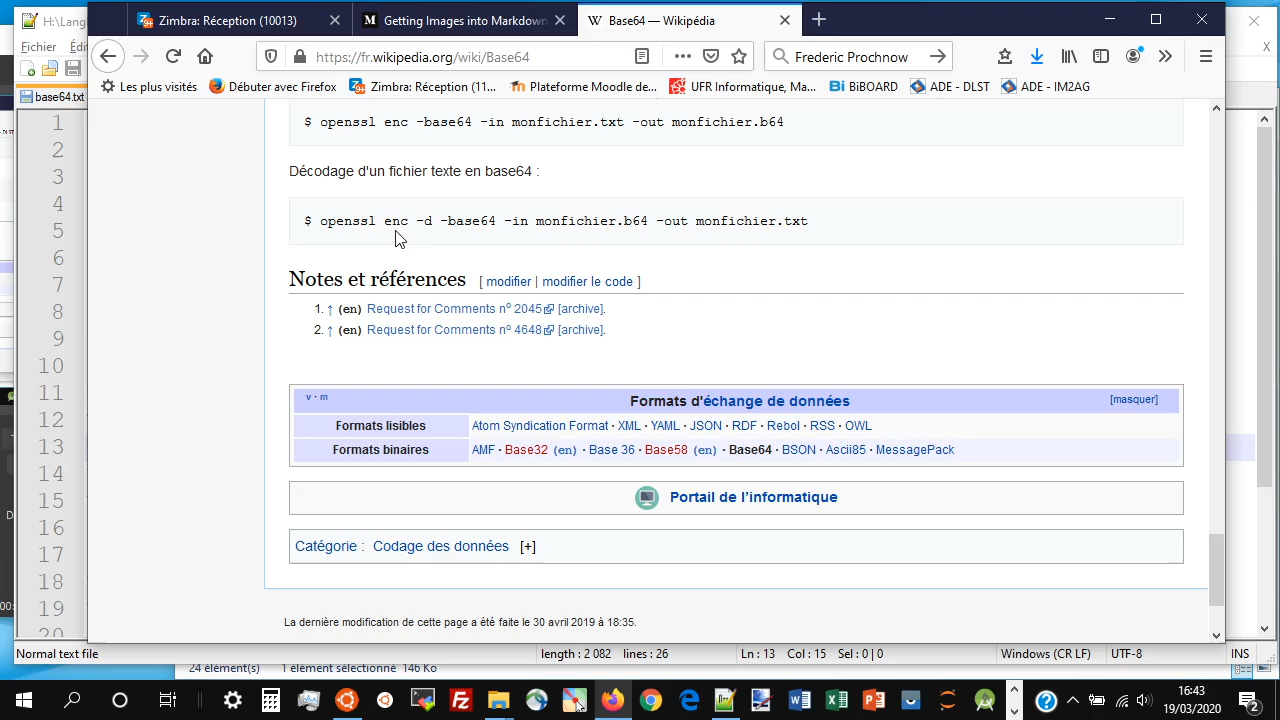 H:\Lang
Zimbra: Réception (10013)
Getting Images into Markdown
W Base64 — Wikipédia
Fichier Édi
https://fr.wikipedia.org/wiki/Base64
Frederic Prochnow
Les plus visités
Débuter avec Firefox
Zimbra: Réception (11...
Plateforme Moodle de...
UFR Informatique, Ma...
BiBOARD
ADE - DLST
ADE - IM2AG
base64.txt
1
2
3
4
5
6
7
8
9
10
11
12
13
14
15
16
17
18
19
20
$ openssl enc -base64 -in monfichier.txt -out monfichier.b64
Décodage d'un fichier texte en base64 :
$ openssl enc -d -base64 -in monfichier.b64 -out monfichier.txt
Notes et références [ modifier | modifier le code ]
1. ↑ (en) Request for Comments nº 2045 [archive].
2. ↑ (en) Request for Comments nº 4648 [archive].
v · m
Formats d'échange de données
[masquer]
Formats lisibles
Atom Syndication Format · XML · YAML · JSON · RDF · Rebol · RSS · OWL
Formats binaires
AMF · Base32 (en) · Base 36 · Base58 (en) · Base64 · BSON · Ascii85 · MessagePack
Portail de l'informatique
Catégorie : Codage des données [+]
La dernière modification de cette page a été faite le 30 avril 2019 à 18:35.
Normal text file
length : 2 082 lines : 26
Ln : 13 Col : 15 Sel : 0 | 0
Windows (CR LF)
UTF-8
INS
24 élément(s) 1 élément sélectionné 146 Ko
16:43
19/03/2020
2